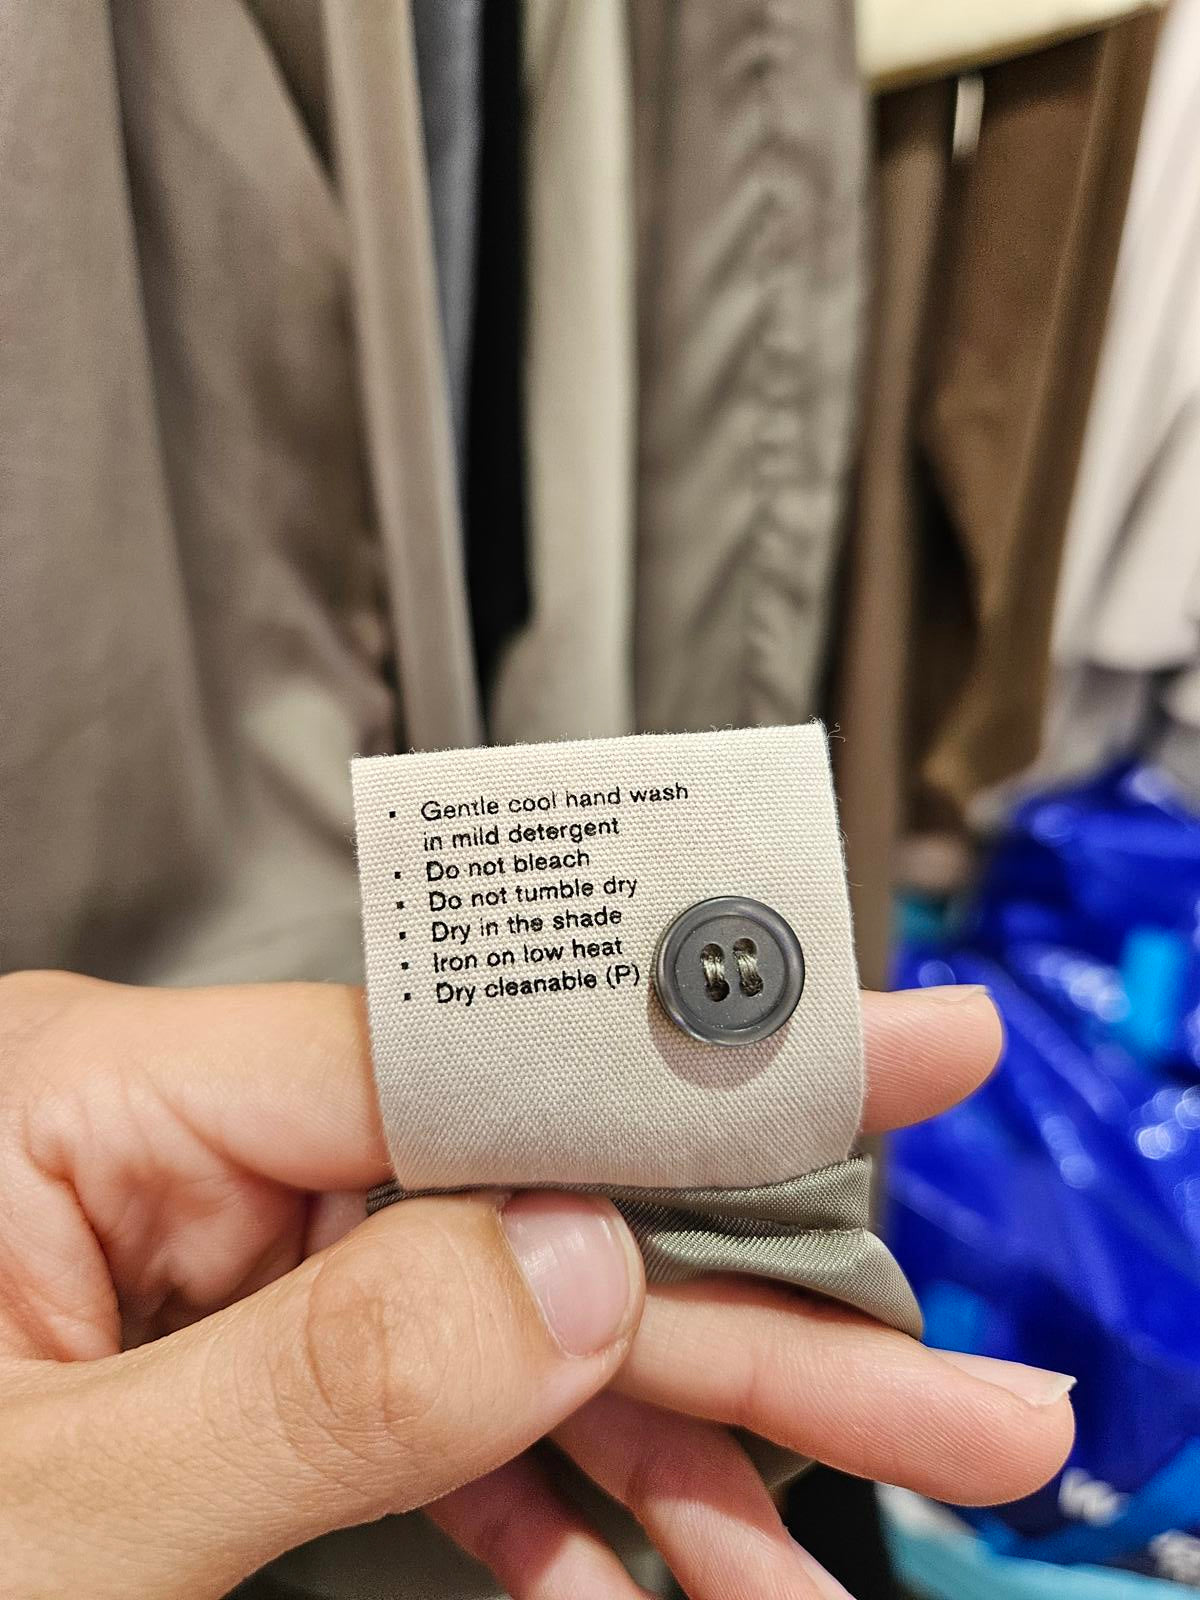 ▪ Gentle cool hand wash
in mild detergent
▪ Do not bleach
▪ Do not tumble dry
▪ Dry in the shade
▪ Iron on low heat
▪ Dry cleanable (P)